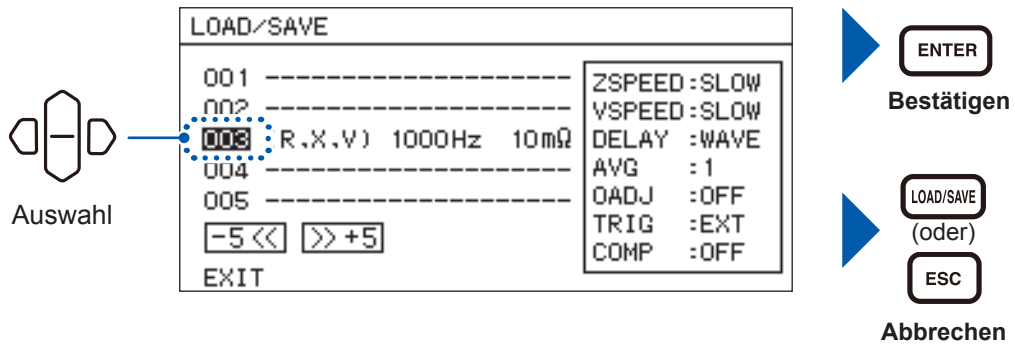 LOAD/SAVE
001 --------------------
002 --------------------
003 (R.X.V) 1000Hz 10mΩ
004 --------------------
005 --------------------
-5 << >> +5
EXIT
ZSPEED:SLOW
VSPEED:SLOW
DELAY :WAVE
AVG :1
OADJ :OFF
TRIG :EXT
COMP :OFF
Auswahl
ENTER
Bestätigen
LOAD/SAVE
(oder)
ESC
Abbrechen